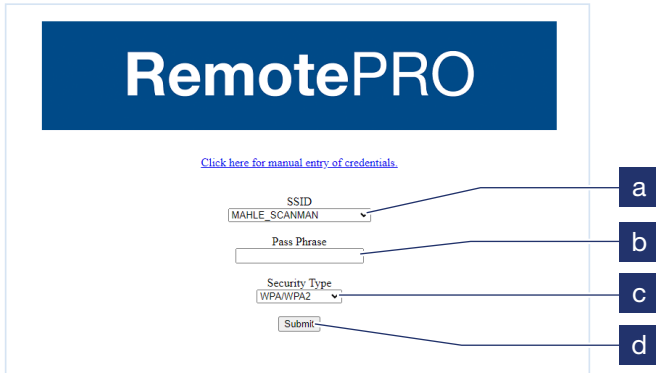 RemotePRO
Click here for manual entry of credentials.
SSID
MAHLE_SCANMAN
Pass Phrase
Security Type
WPA/WPA2
Submit
a
b
c
d